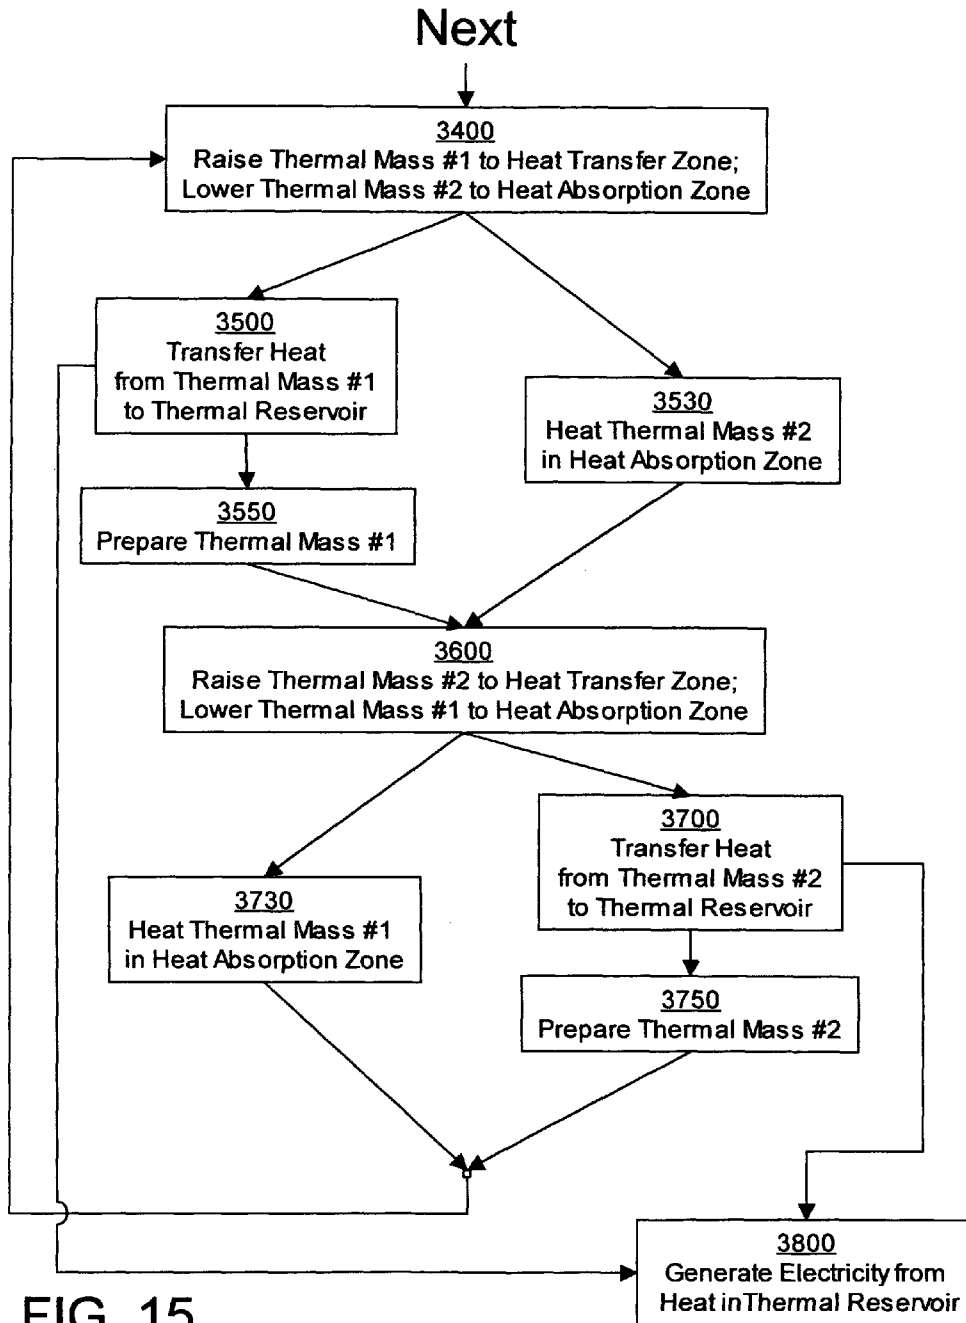 Next
3400
Raise Thermal Mass #1 to Heat Transfer Zone;
Lower Thermal Mass #2 to Heat Absorption Zone
3500
Transfer Heat
from Thermal Mass #1
to Thermal Reservoir
3530
Heat Thermal Mass #2
in Heat Absorption Zone
3550
Prepare Thermal Mass #1
3600
Raise Thermal Mass #2 to Heat Transfer Zone;
Lower Thermal Mass #1 to Heat Absorption Zone
3700
Transfer Heat
from Thermal Mass #2
to Thermal Reservoir
3730
Heat Thermal Mass #1
in Heat Absorption Zone
3750
Prepare Thermal Mass #2
3800
Generate Electricity from
Heat in Thermal Reservoir
FIG. 15